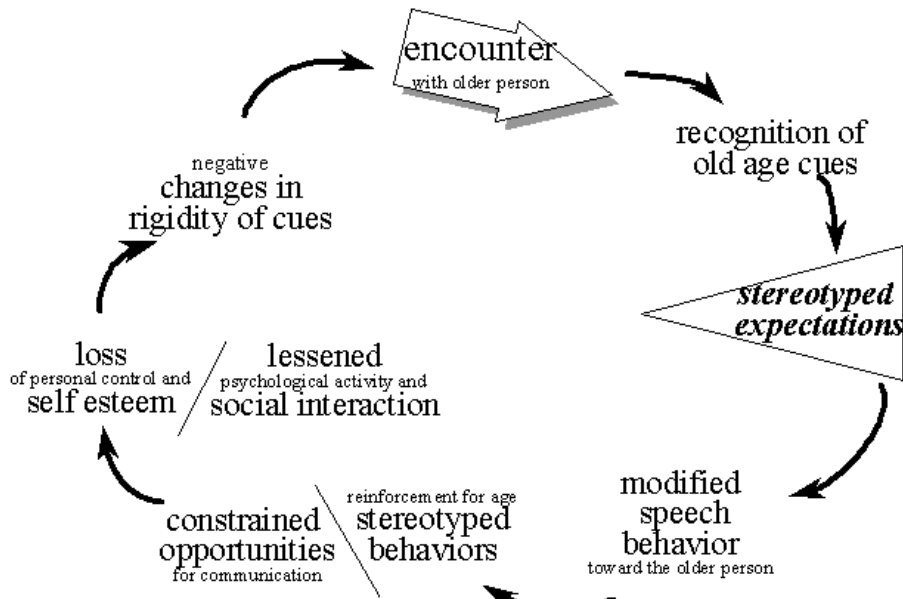 encounter
with older person
recognition of
old age cues
stereotyped
expectations
modified
speech
behavior
toward the older person
reinforcement for age
stereotyped
behaviors
constrained
opportunities
for communication
loss
of personal control and
self esteem
lessened
psychological activity and
social interaction
negative
changes in
rigidity of cues